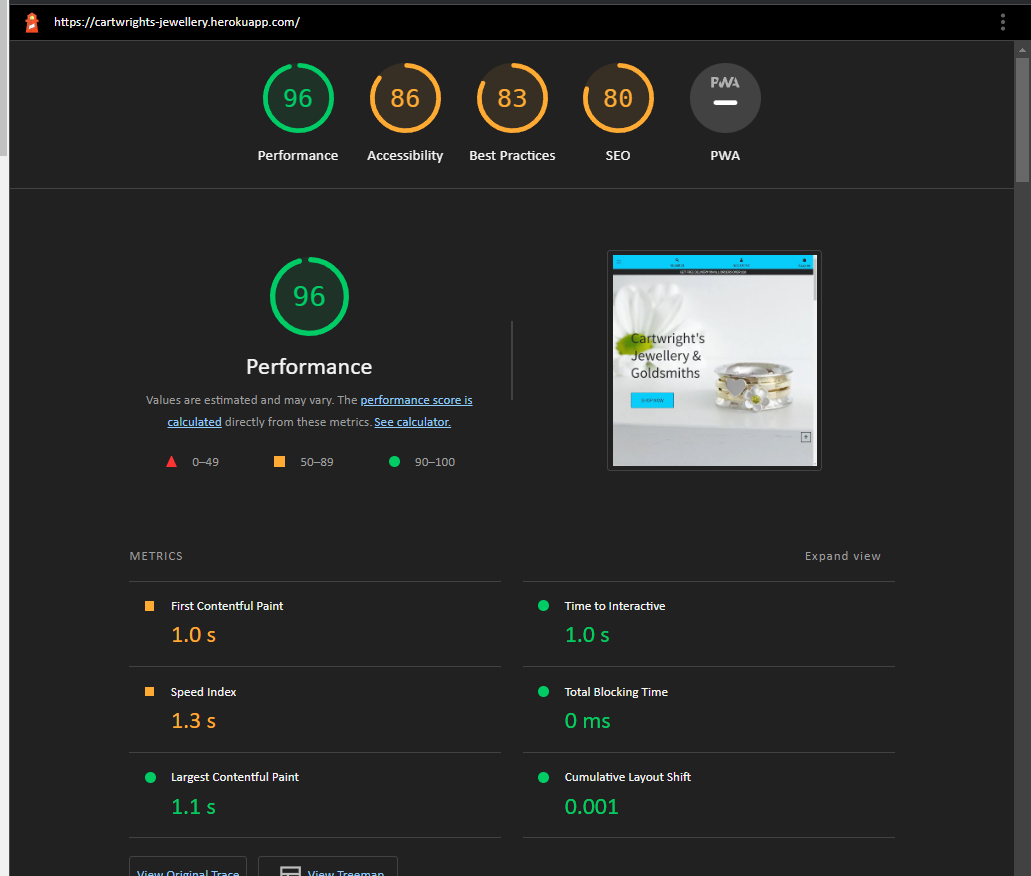 https://cartwrights-jewellery.herokuapp.com/
96 86 83 80 PWA
Performance Accessibility Best Practices SEO PWA
96
Performance
Values are estimated and may vary. The performance score is
calculated directly from these metrics. See calculator.
0–49 50–89 90–100
Cartwright's
Jewellery &
Goldsmiths
SHOP NOW
METRICS Expand view
First Contentful Paint
1.0 s
Time to Interactive
1.0 s
Speed Index
1.3 s
Total Blocking Time
0 ms
Largest Contentful Paint
1.1 s
Cumulative Layout Shift
0.001
View Original Trace View Treemap